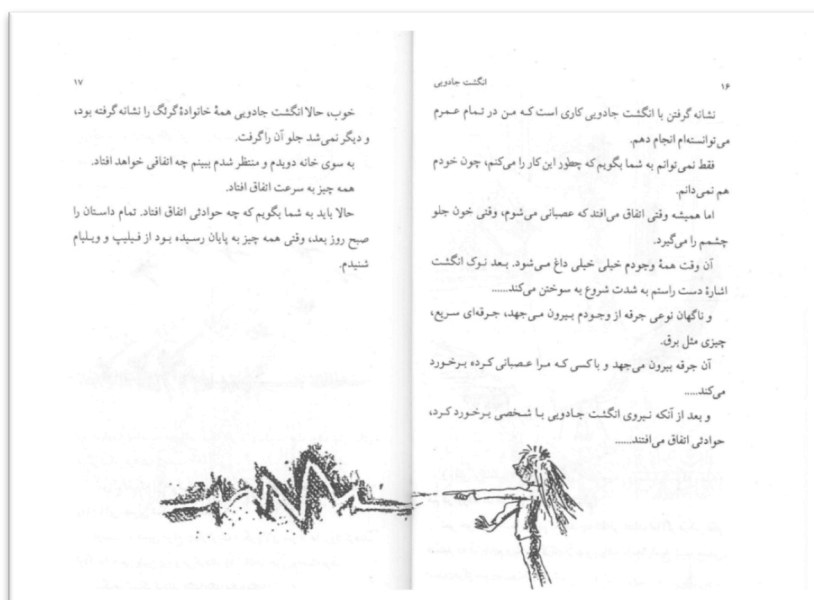 ۱۶
انگشت جادویی
نشانه گرفتن با انگشت جادویی کاری است که من در تمام عمرم
می‌توانسته‌ام انجام دهم.
فقط نمی‌توانم به شما بگویم که چطور این کار را می‌کنم، چون خودم
هم نمی‌دانم.
اما همیشه وقتی اتفاق می‌افتد که عصبانی می‌شوم، وقتی خون جلو
چشمم را می‌گیرد.
آن وقت همهٔ وجودم خیلی خیلی داغ می‌شود. بعد نوک انگشت
اشارهٔ دست راستم به شدت شروع به سوختن می‌کند......
و ناگهان نوعی جرقه از وجودم بیرون می‌جهد، جرقه‌ای سریع،
چیزی مثل برق.
آن جرقه بیرون می‌جهد و با کسی که مرا عصبانی کرده برخورد
می‌کند.....
و بعد از آنکه نیروی انگشت جادویی با شخصی برخورد کرد،
حوادثی اتفاق می‌افتند......
۱۷
خوب، حالا انگشت جادویی همهٔ خانوادهٔ گرئگ را نشانه گرفته بود،
و دیگر نمی‌شد جلو آن را گرفت.
به سوی خانه دویدم و منتظر شدم ببینم چه اتفاقی خواهد افتاد.
همه چیز به سرعت اتفاق افتاد.
حالا باید به شما بگویم که چه حوادثی اتفاق افتاد. تمام داستان را
صبح روز بعد، وقتی همه چیز به پایان رسیده بود از فیلیپ و ویلیام
شنیدم.